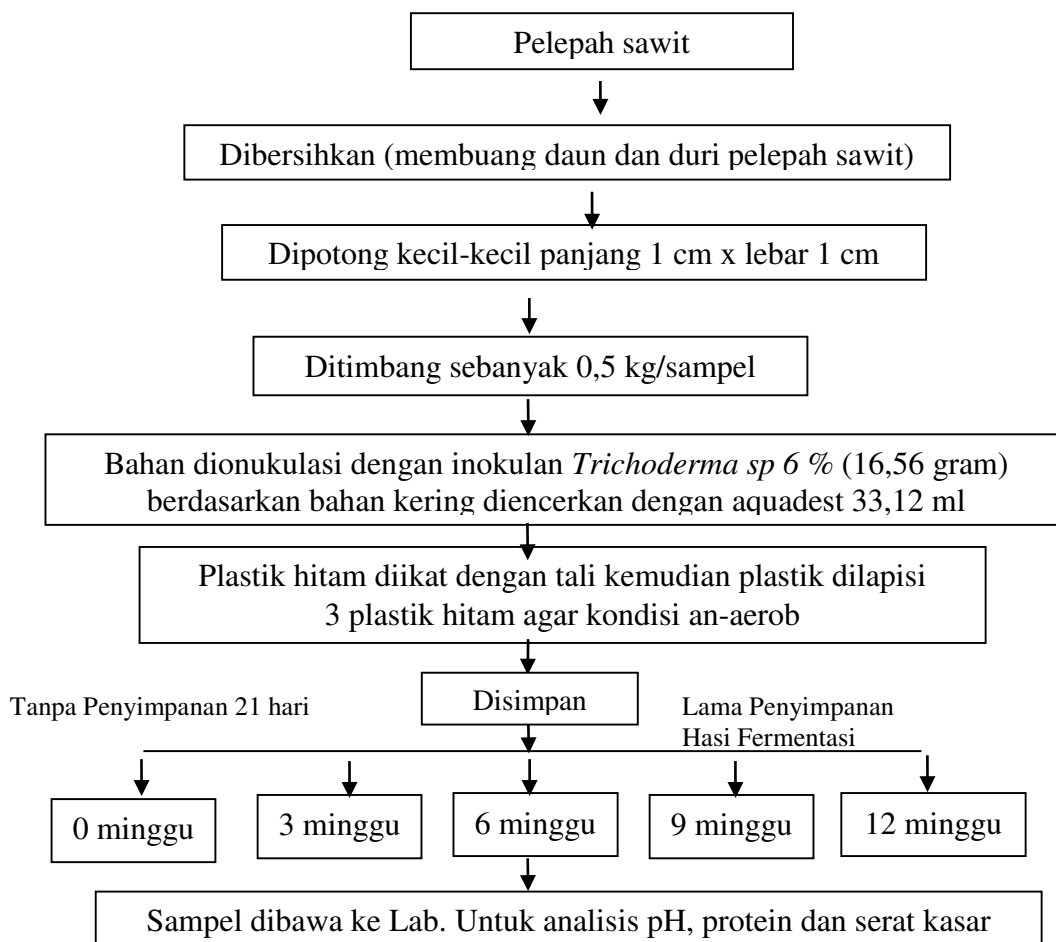 Pelepah sawit
Dibersihkan (membuang daun dan duri pelepah sawit)
Dipotong kecil-kecil panjang 1 cm x lebar 1 cm
Ditimbang sebanyak 0,5 kg/sampel
Bahan dionukulasi dengan inokulan Trichoderma sp 6 % (16,56 gram)
berdasarkan bahan kering diencerkan dengan aquadest 33,12 ml
Plastik hitam diikat dengan tali kemudian plastik dilapisi
3 plastik hitam agar kondisi an-aerob
Disimpan
Tanpa Penyimpanan 21 hari
Lama Penyimpanan
Hasi Fermentasi
0 minggu
3 minggu
6 minggu
9 minggu
12 minggu
Sampel dibawa ke Lab. Untuk analisis pH, protein dan serat kasar